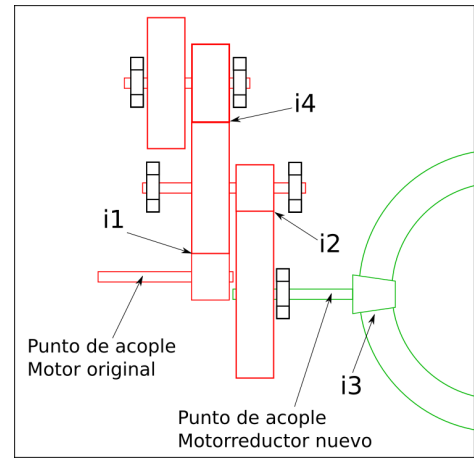 i4
i1
i2
Punto de acople
Motor original
i3
Punto de acople
Motorreductor nuevo